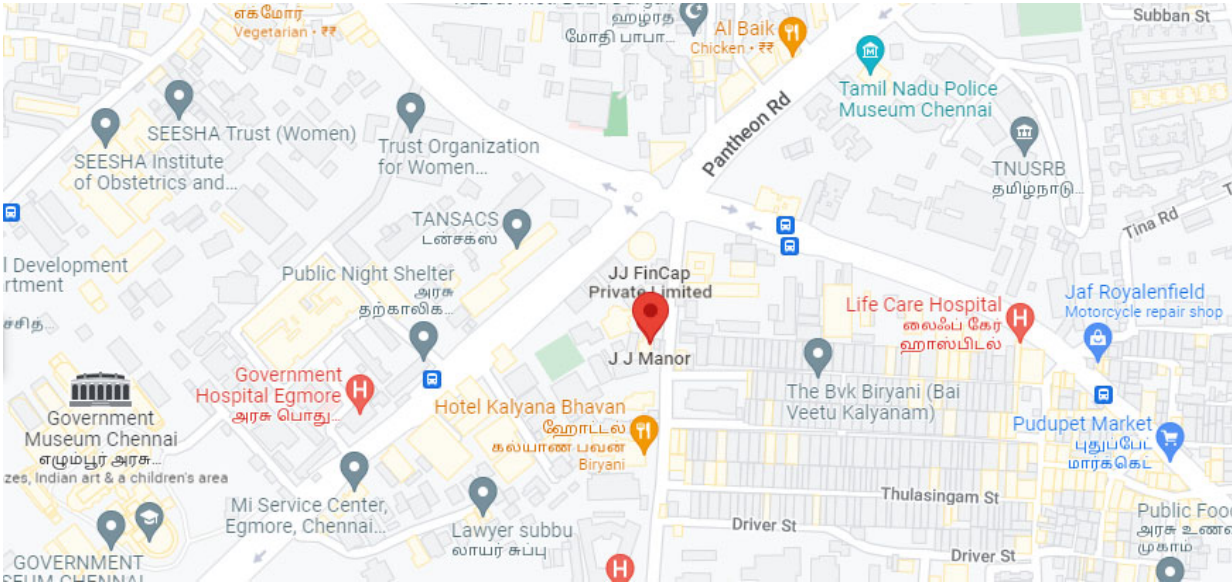 எக்மோர்
Vegetarian • ₹₹
ஹழரத்
மோதி பாபா...
Al Baik
Chicken • ₹₹
Subban St
Tamil Nadu Police
Museum Chennai
Pantheon Rd
SEESHA Trust (Women)
SEESHA Institute
of Obstetrics and...
Trust Organization
for Women...
TNUSRB
தமிழ்நாடு...
Tina Rd
TANSACS
டான்சாக்ஸ்
l Development
rtment
Public Night Shelter
அரசு
தற்காலிக...
JJ FinCap
Private Limited
J J Manor
Life Care Hospital
லைஃப் கேர்
ஹாஸ்பிடல்
Jaf Royalenfield
Motorcycle repair shop
Government
Hospital Egmore
அரசு பொது...
Government
Museum Chennai
எழும்பூர் அரசு...
zes, Indian art & a children's area
Hotel Kalyana Bhavan
ஹோட்டல்
கல்யாண பவன்
Biryani
The Bvk Biryani (Bai
Veetu Kalyanam)
Pudupet Market
புதுப்பேட்
மார்க்கெட்
Mi Service Center,
Egmore, Chennai...
Lawyer subbu
லாயர் சுப்பு
Thulasingam St
Driver St
Driver St
Public Foo
அரசு உண
முகாம்
GOVERNMENT